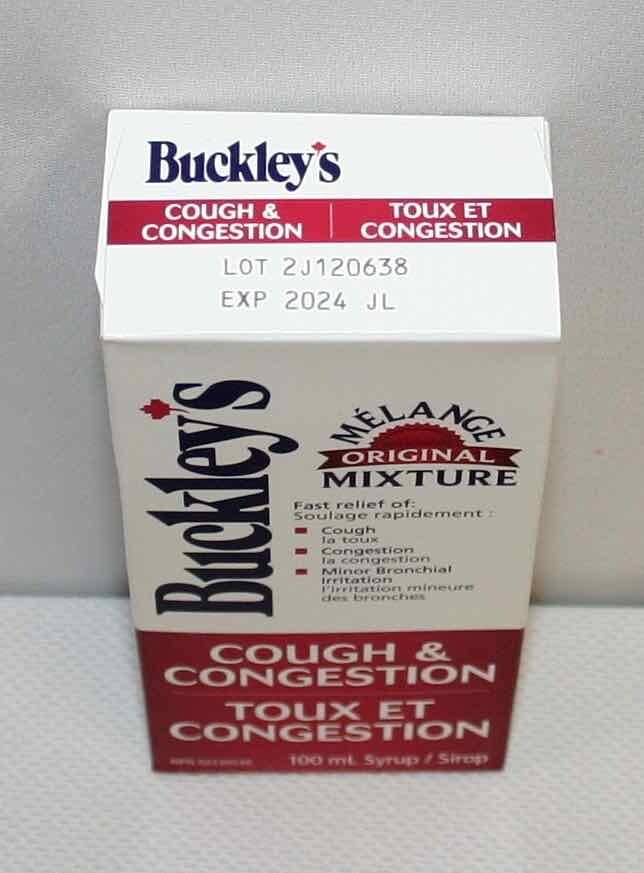 Buckley's
COUGH & CONGESTION
TOUX ET CONGESTION
LOT 2J120638
EXP 2024 JL
Buckley's
MÉLANGE
ORIGINAL
MIXTURE
Fast relief of:
Soulage rapidement :
Cough
la toux
Congestion
la congestion
Minor Bronchial
Irritation
l'irritation mineure
des bronches
COUGH &
CONGESTION
TOUX ET
CONGESTION
100 mL Syrup / Sirop